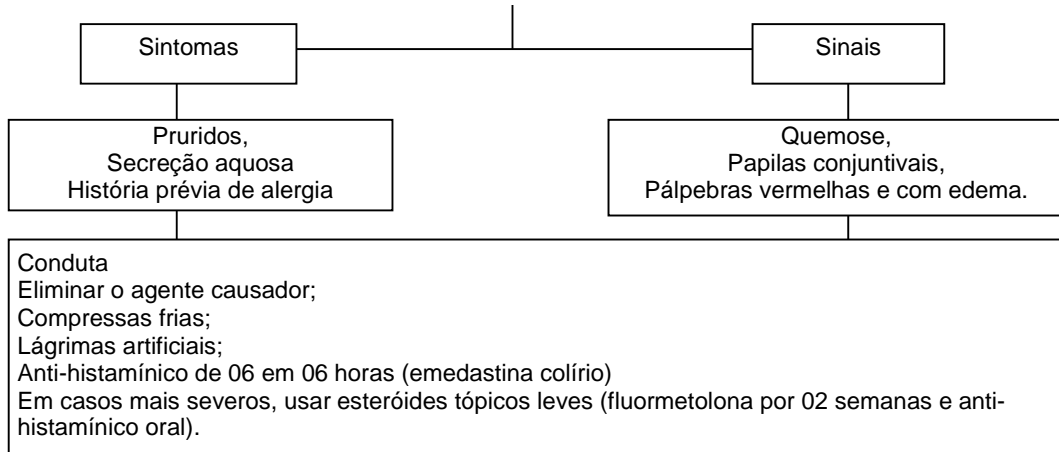 Sintomas
Sinais
Pruridos,
Secreção aquosa
História prévia de alergia
Quemose,
Papilas conjuntivais,
Pálpebras vermelhas e com edema.
Conduta
Eliminar o agente causador;
Compressas frias;
Lágrimas artificiais;
Anti-histamínico de 06 em 06 horas (emedastina colírio)
Em casos mais severos, usar esteróides tópicos leves (fluormetolona por 02 semanas e anti-
histamínico oral).